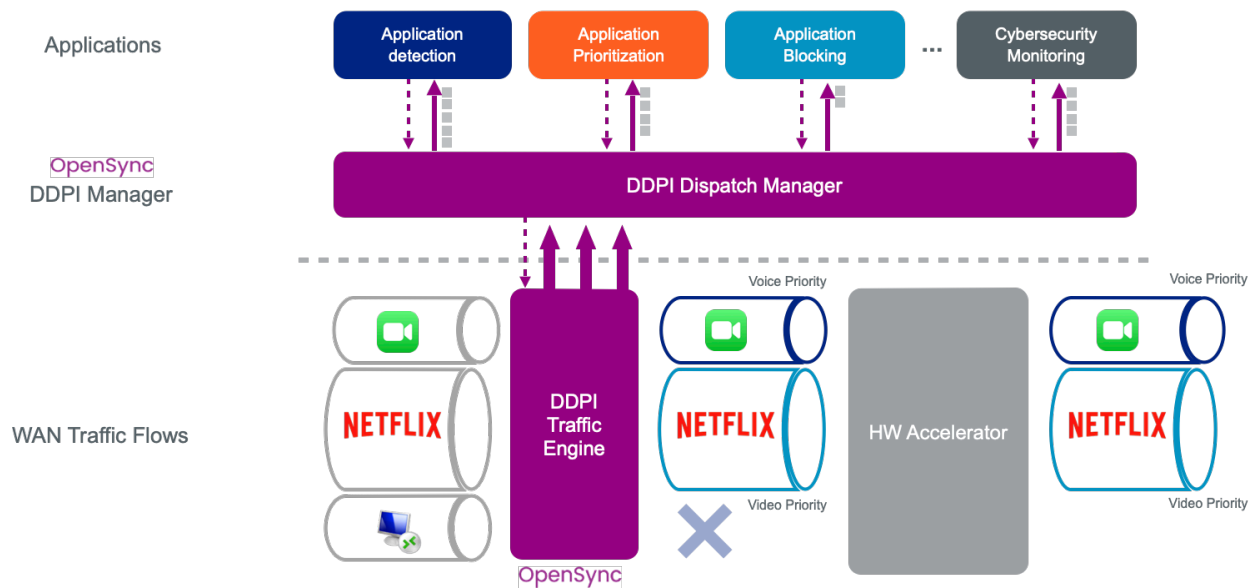 Applications
Application
detection
Application
Prioritization
Application
Blocking
...
Cybersecurity
Monitoring
OpenSync
DDPI Manager
DDPI Dispatch Manager
Voice Priority
Voice Priority
WAN Traffic Flows
NETFLIX
DDPI
Traffic
Engine
NETFLIX
HW Accelerator
NETFLIX
Video Priority
Video Priority
OpenSync